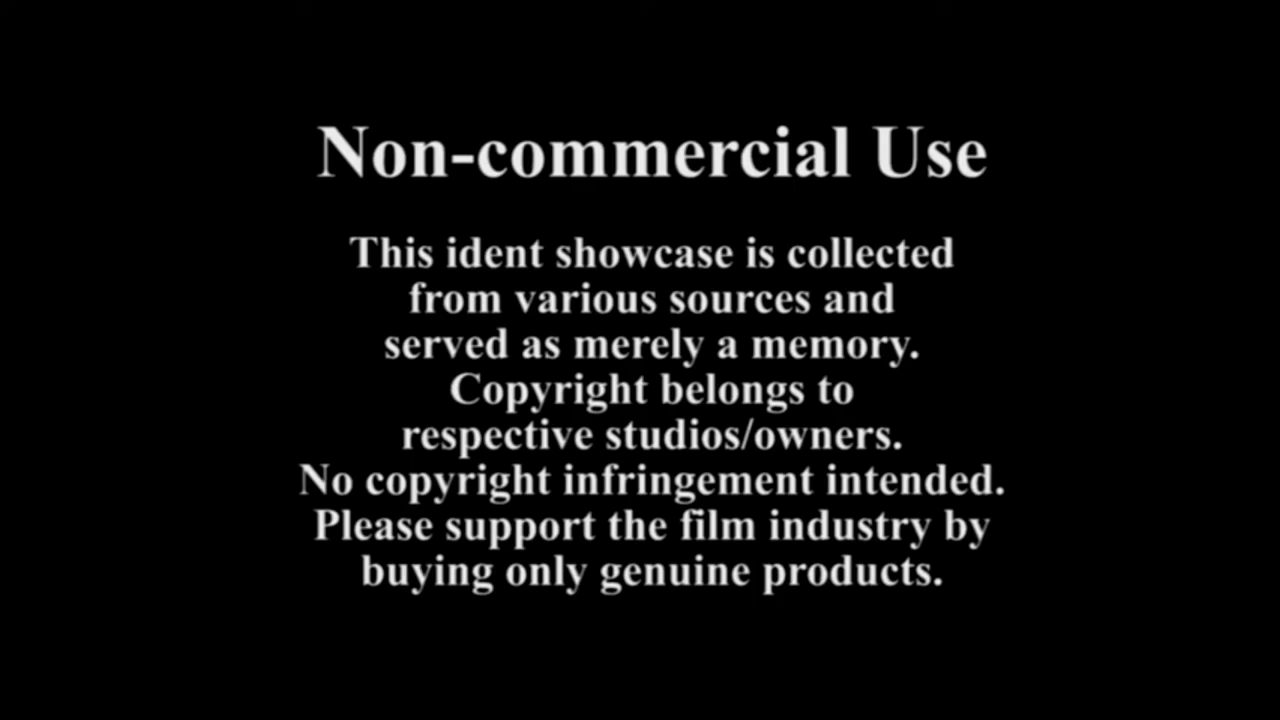 Non-commercial Use
This ident showcase is collected
from various sources and
served as merely a memory.
Copyright belongs to
respective studios/owners.
No copyright infringement intended.
Please support the film industry by
buying only genuine products.